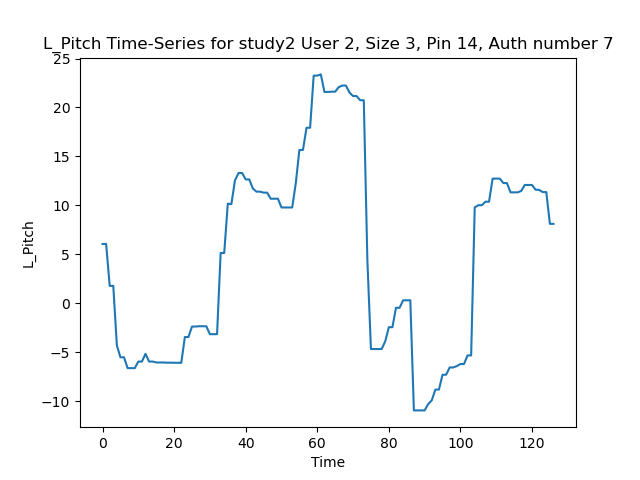 L_Pitch Time-Series for study2 User 2, Size 3, Pin 14, Auth number 7
25
20
15
10
5
0
−5
−10
L_Pitch
0 20 40 60 80 100 120
Time